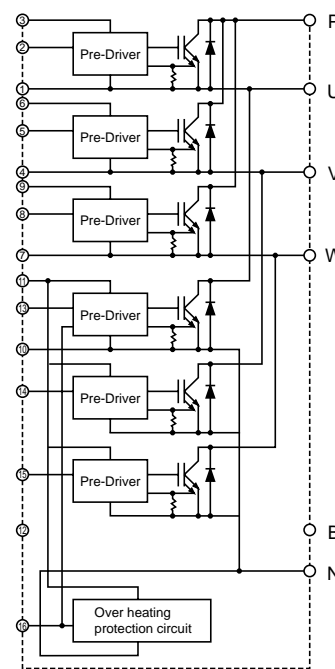 ③ P
② Pre-Driver
① U
⑥
⑤ Pre-Driver
④ V
⑨
⑧ Pre-Driver
⑦ W
⑪
⑬ Pre-Driver
⑩
⑭ Pre-Driver
⑮ Pre-Driver
⑫ B
N
⑯ Over heating
protection circuit